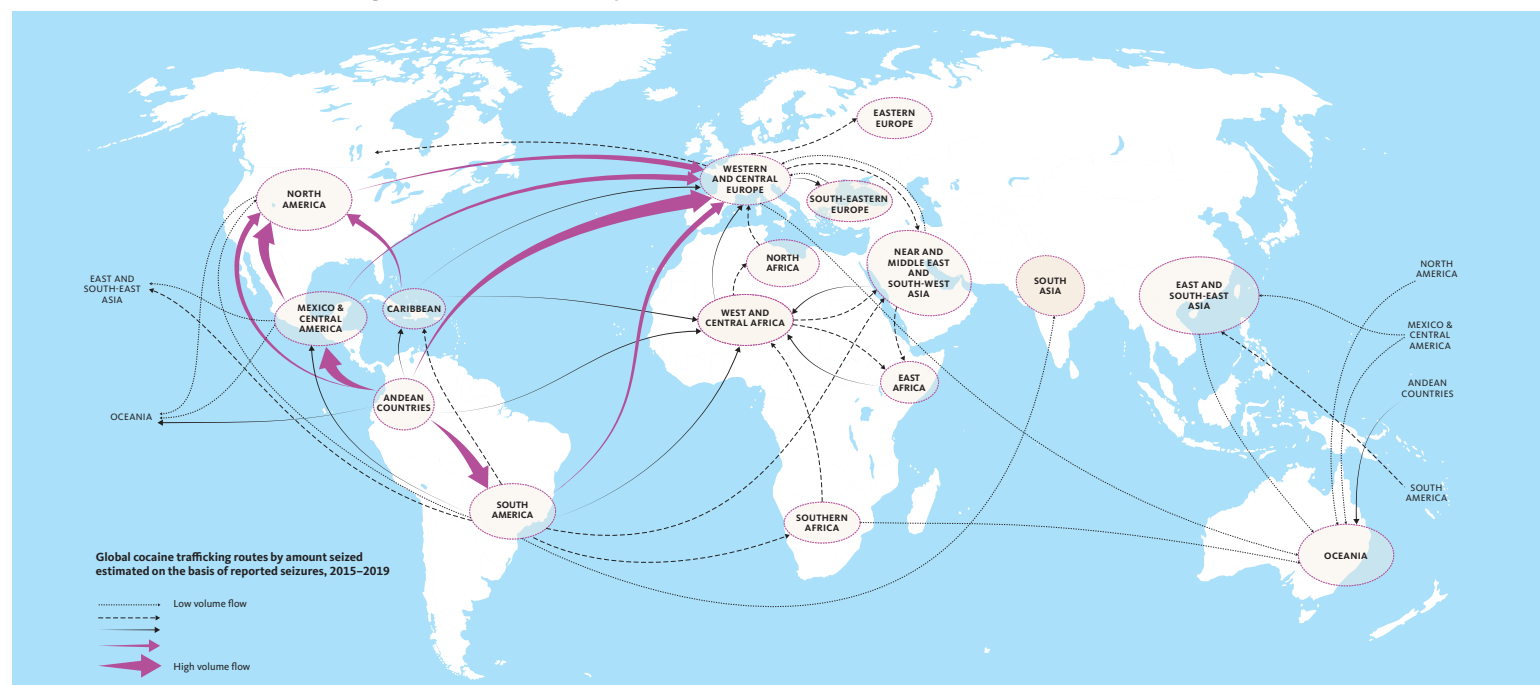 EASTERN
EUROPE
WESTERN
AND CENTRAL
EUROPE
NORTH
AMERICA
SOUTH-EASTERN
EUROPE
NORTH
AFRICA
NEAR AND
MIDDLE EAST
AND
SOUTH-WEST
ASIA
SOUTH
ASIA
EAST AND
SOUTH-EAST
ASIA
NORTH
AMERICA
EAST AND
SOUTH-EAST
ASIA
MEXICO &
CENTRAL
AMERICA
CARIBBEAN
WEST AND
CENTRAL AFRICA
MEXICO &
CENTRAL
AMERICA
EAST
AFRICA
ANDEAN
COUNTRIES
ANDEAN
COUNTRIES
OCEANIA
SOUTH
AMERICA
SOUTH
AMERICA
SOUTHERN
AFRICA
OCEANIA
Global cocaine trafficking routes by amount seized
estimated on the basis of reported seizures, 2015–2019
Low volume flow
High volume flow